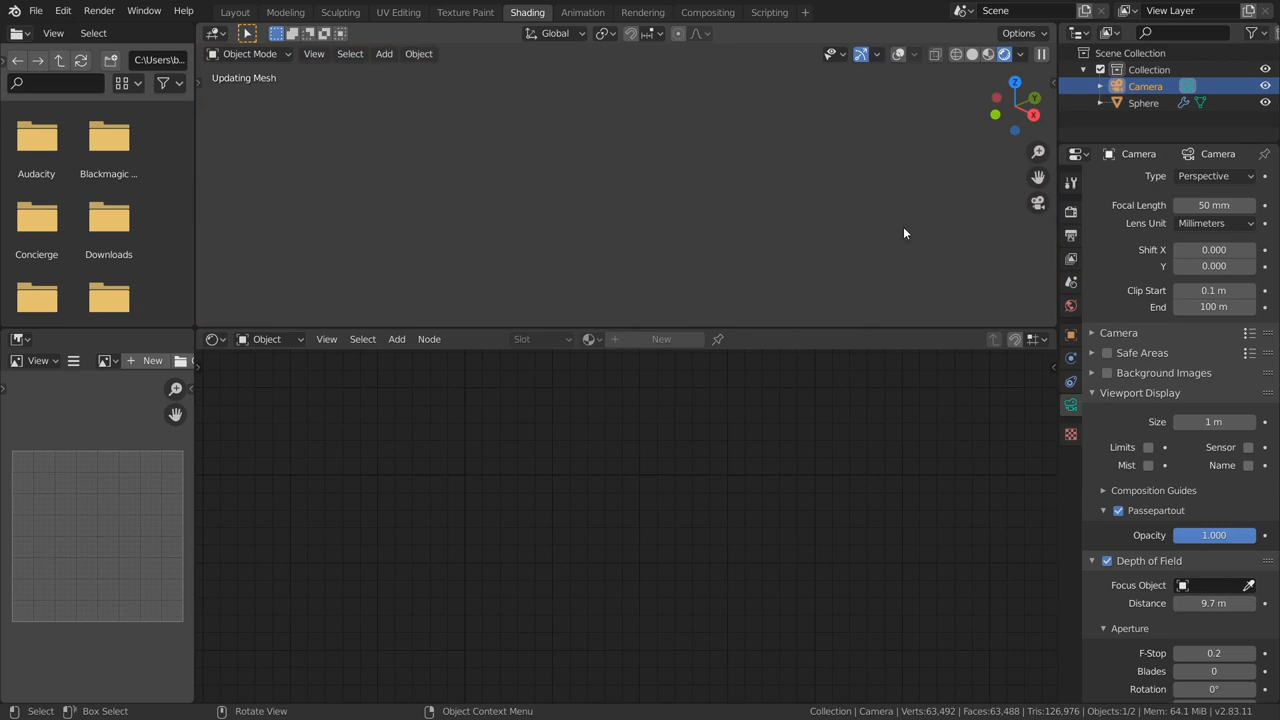 File Edit Render Window Help Layout Modeling Sculpting UV Editing Texture Paint Shading Animation Rendering Compositing Scripting Scene View Layer
View Select Global Options
C:\Users\b... Object Mode View Select Add Object Scene Collection
Updating Mesh Collection
Camera
Sphere
Z
Y
X
Audacity Blackmagic ...
Concierge Downloads
Camera Camera
Type Perspective
Focal Length 50 mm
Lens Unit Millimeters
Shift X 0.000
Y 0.000
Clip Start 0.1 m
End 100 m
Camera
Safe Areas
Background Images
Viewport Display
Size 1 m
Limits Sensor
Mist Name
Composition Guides
Passepartout
Opacity 1.000
Depth of Field
Focus Object
Distance 9.7 m
Aperture
F-Stop 0.2
Blades 0
Rotation 0°
Object View Select Add Node Slot New
View New
Select Box Select Rotate View Object Context Menu Collection | Camera | Verts:63,492 | Faces:63,488 | Tris:126,976 | Objects:1/2 | Mem: 64.1 MiB | v2.83.11